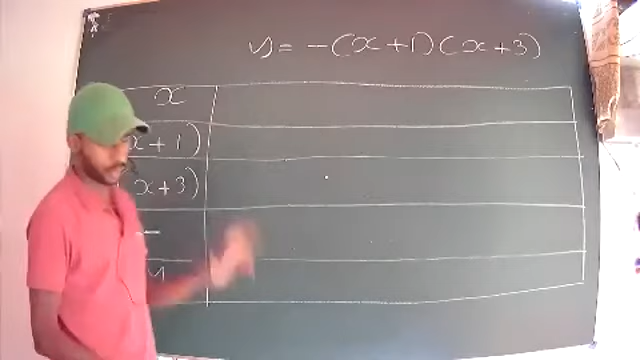 y = -(x+1)(x+3)
x
x+1)
x+3)
-
y